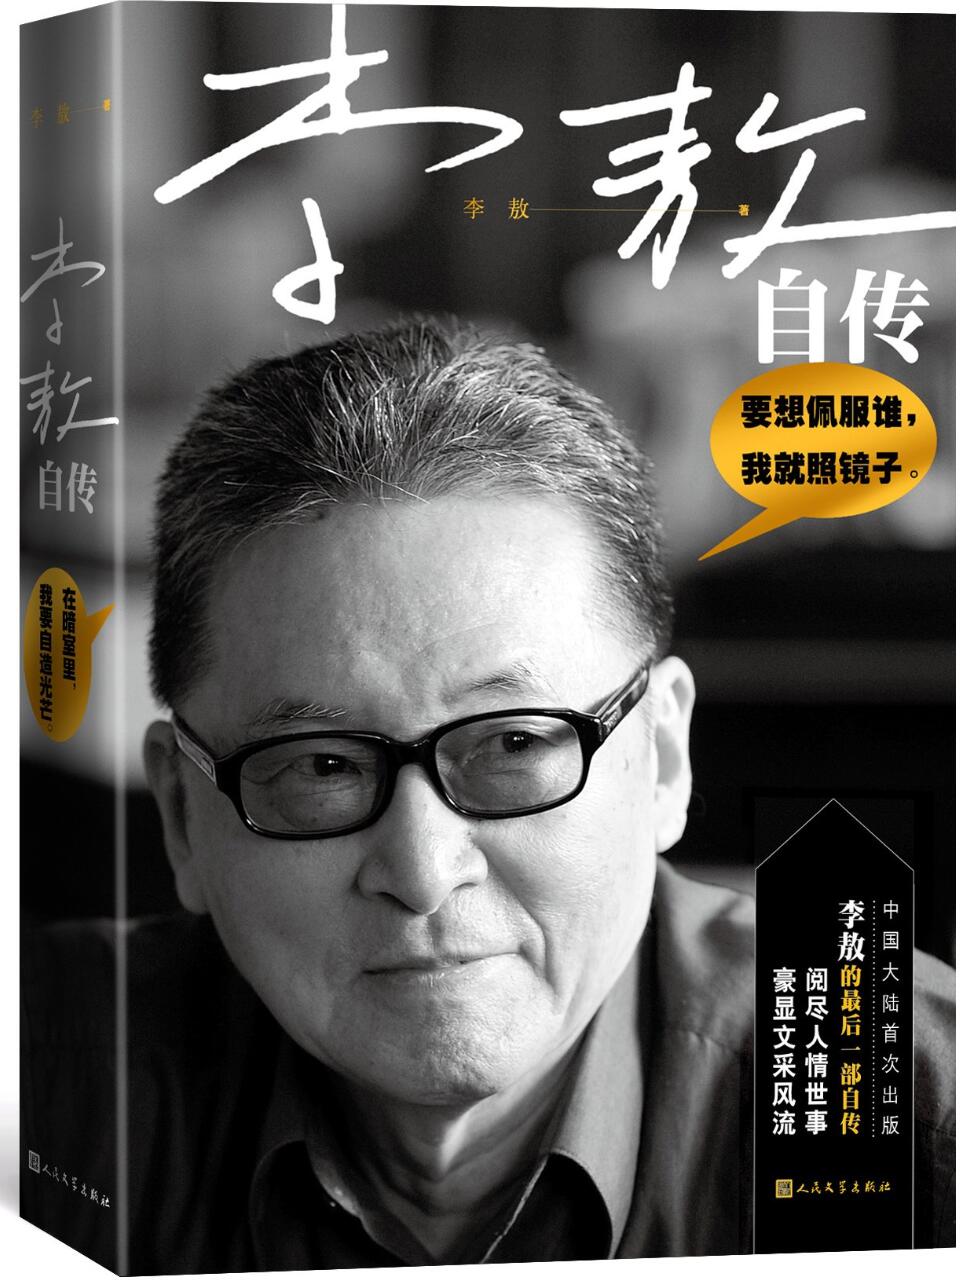 李敖
李敖 著
自传
要想佩服谁，
我就照镜子。
中国大陆首次出版
李敖的最后一部自传
阅尽人情世事
豪显文采风流
人民文学出版社
李敖 著
李敖
自传
在暗室里，
我要自造光芒。
人民文学出版社